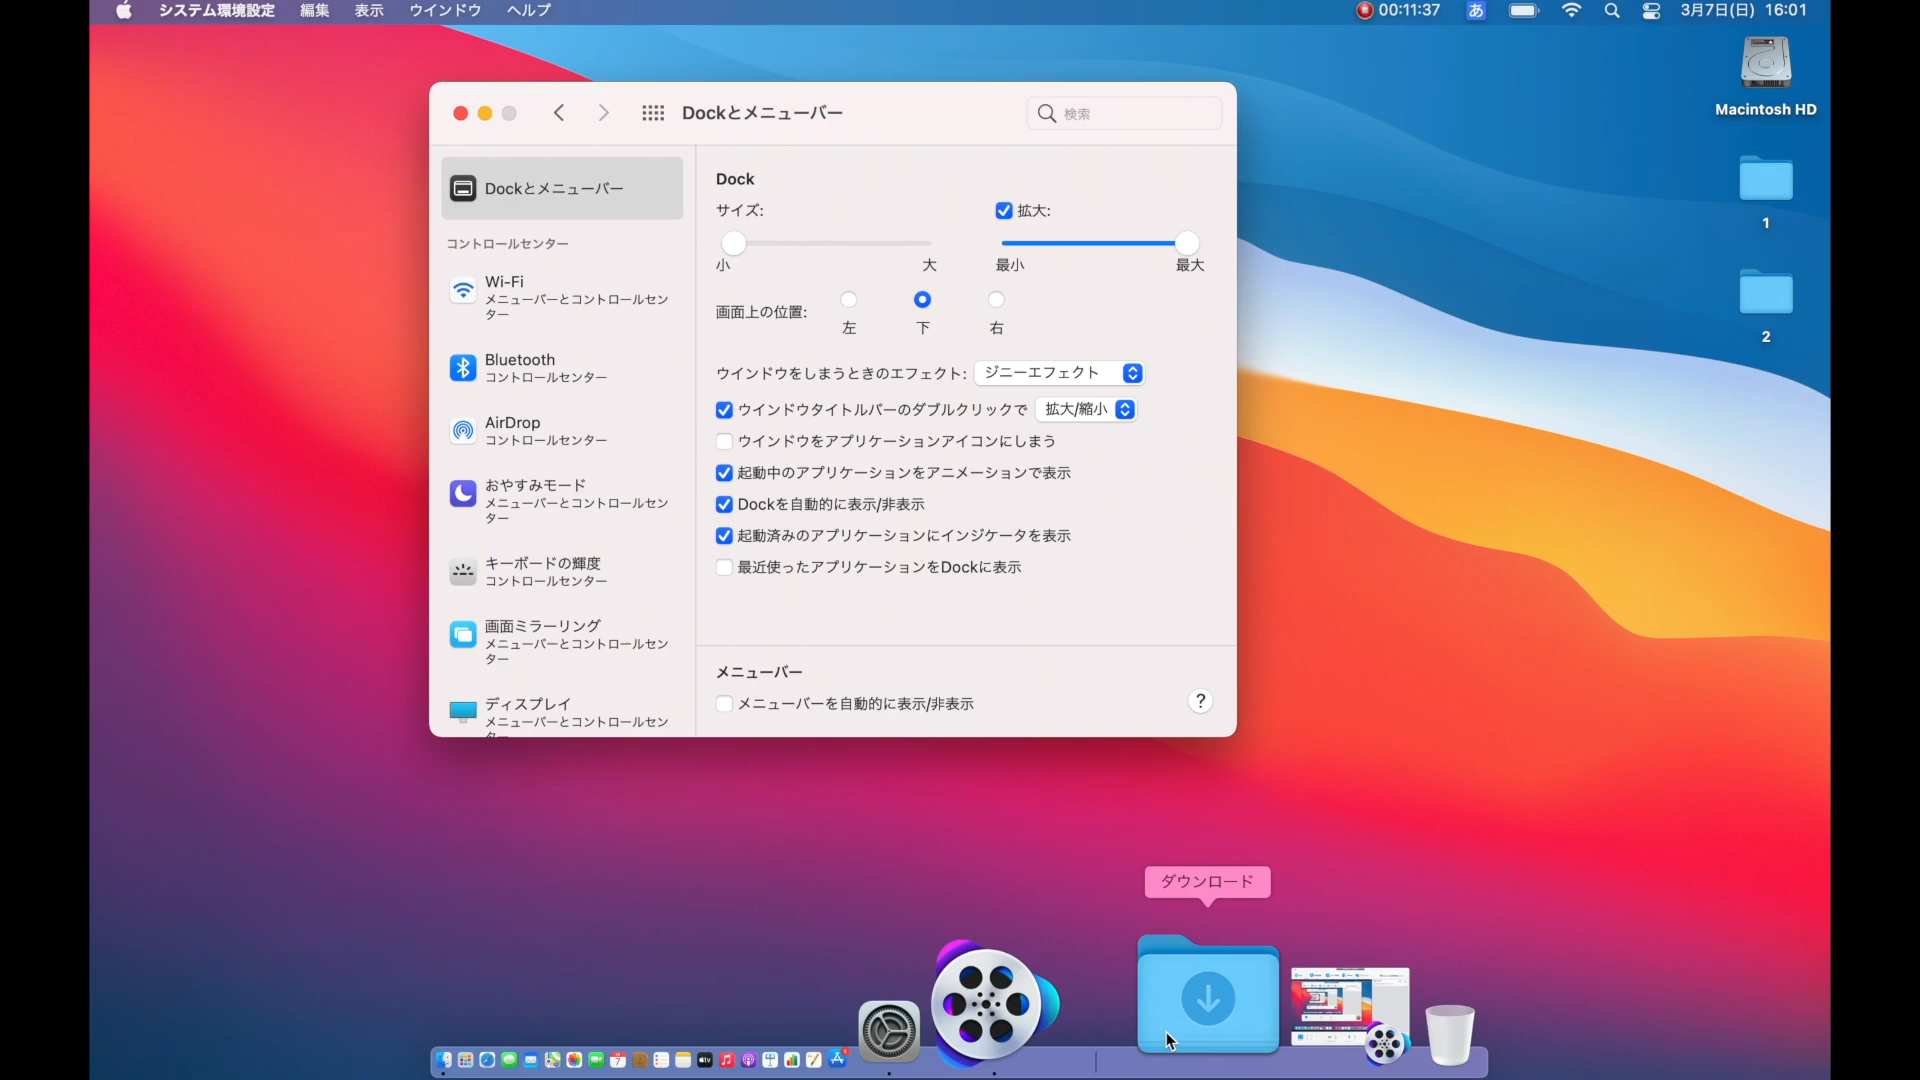 システム環境設定 編集 表示 ウインドウ ヘルプ 00:11:37 あ 3月7日(日) 16:01
Macintosh HD
1
2
Dockとメニューバー
検索
Dockとメニューバー
コントロールセンター
Wi-Fi
メニューバーとコントロールセン
ター
Bluetooth
コントロールセンター
AirDrop
コントロールセンター
おやすみモード
メニューバーとコントロールセン
ター
キーボードの輝度
コントロールセンター
画面ミラーリング
メニューバーとコントロールセン
ター
ディスプレイ
メニューバーとコントロールセン
ター
Dock
サイズ: 拡大:
小 大 最小 最大
画面上の位置:
左 下 右
ウインドウをしまうときのエフェクト: ジニーエフェクト
ウインドウタイトルバーのダブルクリックで 拡大/縮小
ウインドウをアプリケーションアイコンにしまう
起動中のアプリケーションをアニメーションで表示
Dockを自動的に表示/非表示
起動済みのアプリケーションにインジケータを表示
最近使ったアプリケーションをDockに表示
メニューバー
メニューバーを自動的に表示/非表示
?
ダウンロード